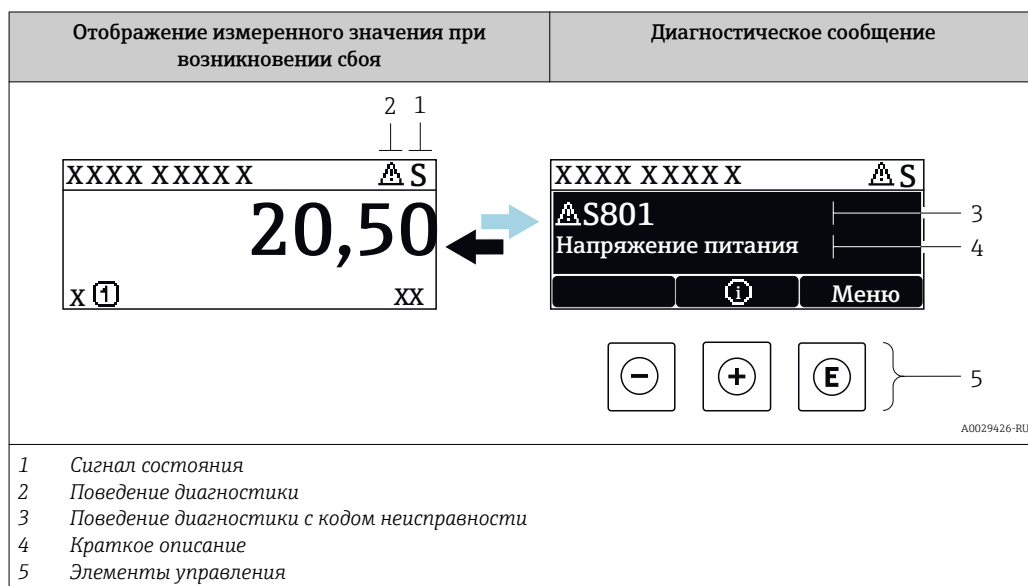 Отображение измеренного значения при
возникновении сбоя
Диагностическое сообщение
2 1
XXXX XXXXX S
20,50
x 1
XX
XXXX XXXXX S
S801
3
Напряжение питания
4
i Меню
− + E
5
A0029426-RU
1 Сигнал состояния
2 Поведение диагностики
3 Поведение диагностики с кодом неисправности
4 Краткое описание
5 Элементы управления